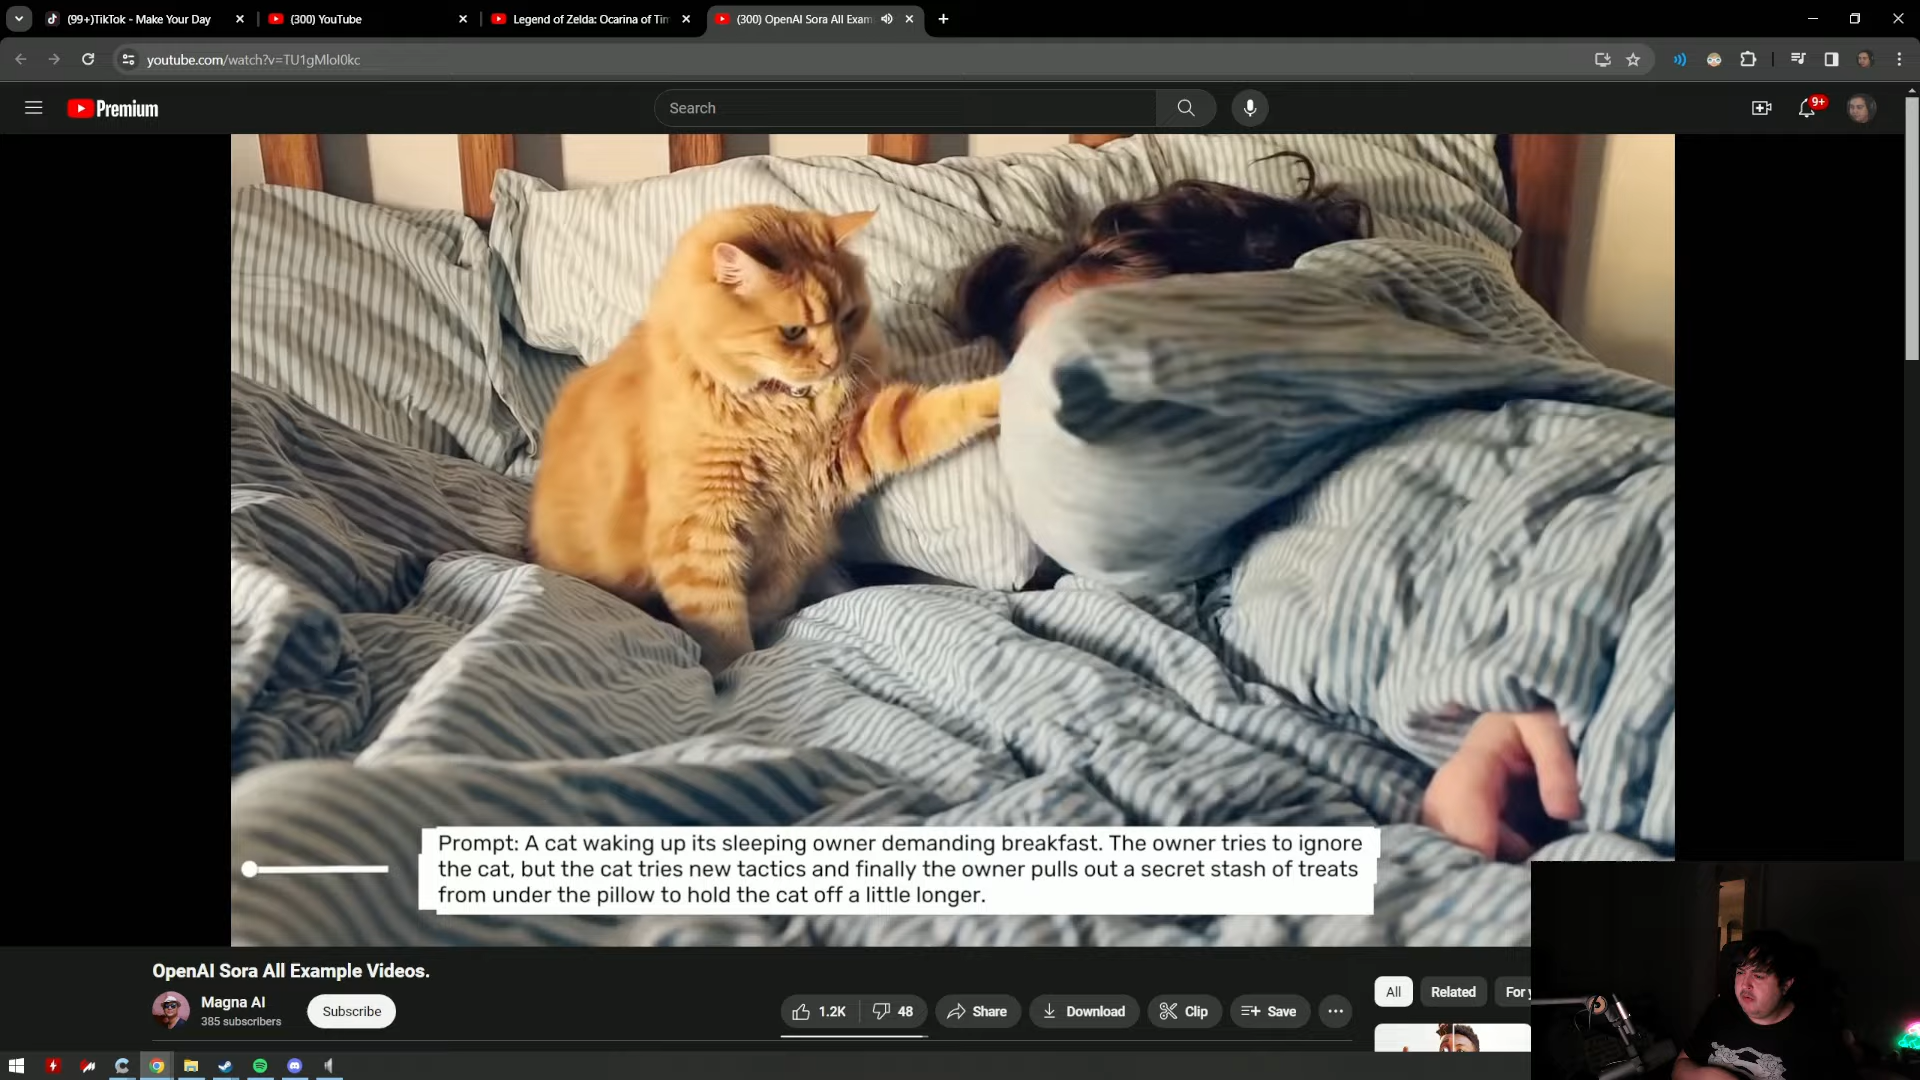 (99+)TikTok - Make Your Day
(300) YouTube
Legend of Zelda: Ocarina of Tim
(300) OpenAI Sora All Exam
youtube.com/watch?v=TU1gMlol0kc
Premium
Search
9+
Prompt: A cat waking up its sleeping owner demanding breakfast. The owner tries to ignore
the cat, but the cat tries new tactics and finally the owner pulls out a secret stash of treats
from under the pillow to hold the cat off a little longer.
OpenAI Sora All Example Videos.
Magna AI
385 subscribers
Subscribe
1.2K
48
Share
Download
Clip
Save
All
Related
For y